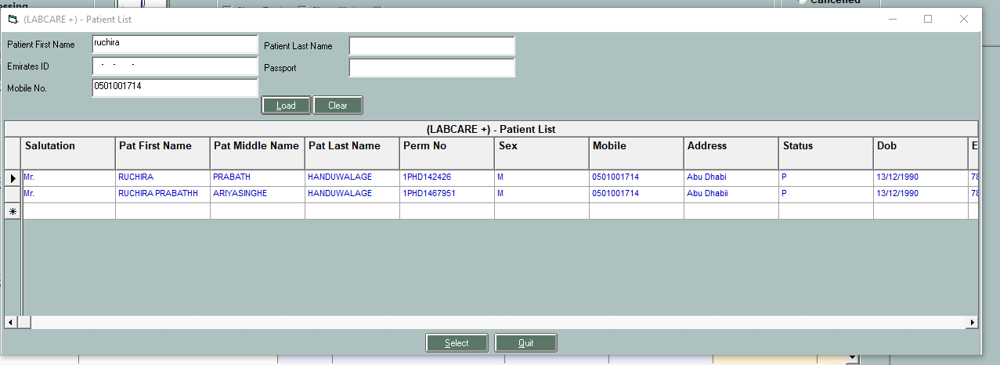 Cancelled
(LABCARE +) - Patient List
Patient First Name ruchira Patient Last Name
Emirates ID - - - Passport
Mobile No. 0501001714
Load Clear
(LABCARE +) - Patient List
Salutation Pat First Name Pat Middle Name Pat Last Name Perm No Sex Mobile Address Status Dob E
Mr. RUCHIRA PRABATH HANDUWALAGE 1PHD142426 M 0501001714 Abu Dhabi P 13/12/1990 78
Mr. RUCHIRA PRABATHH ARIYASINGHE HANDUWALAGE 1PHD1467951 M 0501001714 Abu Dhabii P 13/12/1990 78
Select Quit